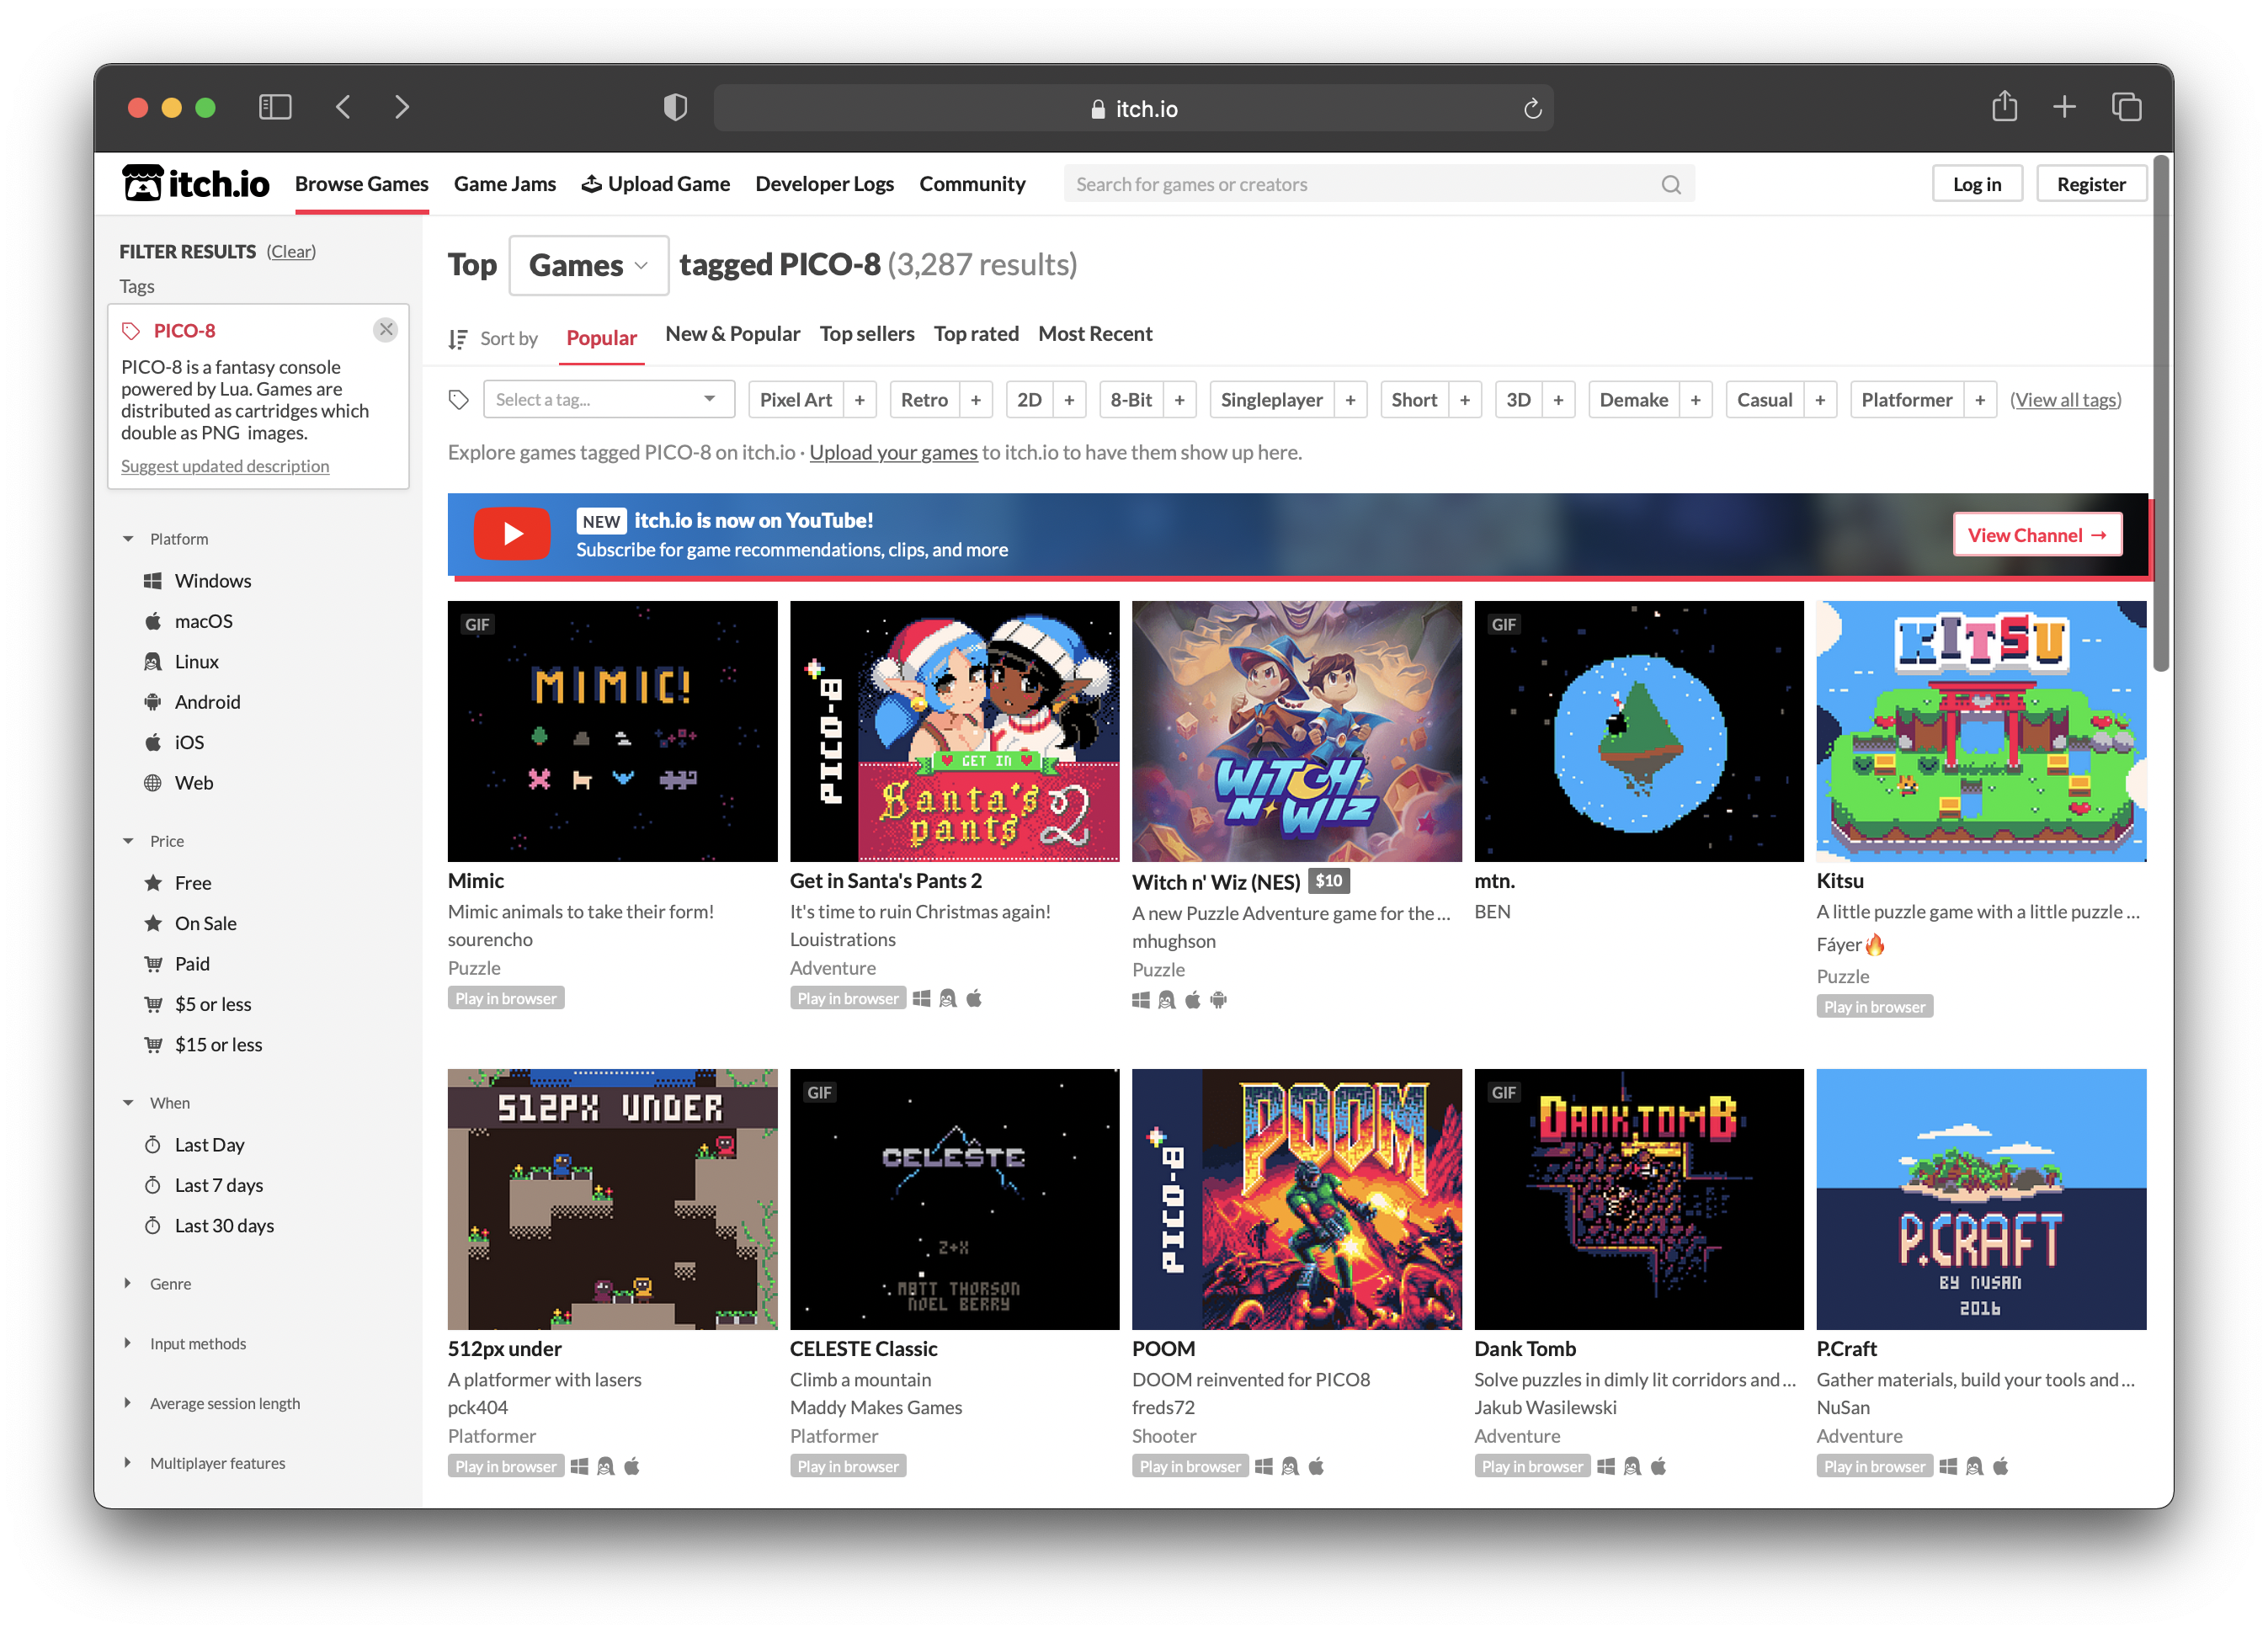 itch.io
itch.io
Browse Games
Game Jams
Upload Game
Developer Logs
Community
Search for games or creators
Log in
Register
FILTER RESULTS (Clear)
Tags
PICO-8
PICO-8 is a fantasy console
powered by Lua. Games are
distributed as cartridges which
double as PNG images.
Suggest updated description
Platform
Windows
macOS
Linux
Android
iOS
Web
Price
Free
On Sale
Paid
$5 or less
$15 or less
When
Last Day
Last 7 days
Last 30 days
Genre
Input methods
Average session length
Multiplayer features
Top Games tagged PICO-8 (3,287 results)
Sort by Popular New & Popular Top sellers Top rated Most Recent
Select a tag... Pixel Art + Retro + 2D + 8-Bit + Singleplayer + Short + 3D + Demake + Casual + Platformer + (View all tags)
Explore games tagged PICO-8 on itch.io · Upload your games to itch.io to have them show up here.
NEW itch.io is now on YouTube!
Subscribe for game recommendations, clips, and more
View Channel →
GIF
MIMIC!
Mimic
Mimic animals to take their form!
sourencho
Puzzle
Play in browser
PICO-8
GET IN
Santa's
pants 2
Get in Santa's Pants 2
It's time to ruin Christmas again!
Louistrations
Adventure
Play in browser
WITCH
N' WIZ
Witch n' Wiz (NES) $10
A new Puzzle Adventure game for the ...
mhughson
Puzzle
GIF
mtn.
BEN
KITSU
Kitsu
A little puzzle game with a little puzzle ...
Fáyer🔥
Puzzle
Play in browser
512PX UNDER
512px under
A platformer with lasers
pck404
Platformer
Play in browser
GIF
CELESTE
Z+X
MATT THORSON
NOEL BERRY
CELESTE Classic
Climb a mountain
Maddy Makes Games
Platformer
Play in browser
PICO-8
POOM
POOM
DOOM reinvented for PICO8
freds72
Shooter
Play in browser
GIF
DANK TOMB
Dank Tomb
Solve puzzles in dimly lit corridors and ...
Jakub Wasilewski
Adventure
Play in browser
P.CRAFT
BY NUSAN
2016
P.Craft
Gather materials, build your tools and ...
NuSan
Adventure
Play in browser